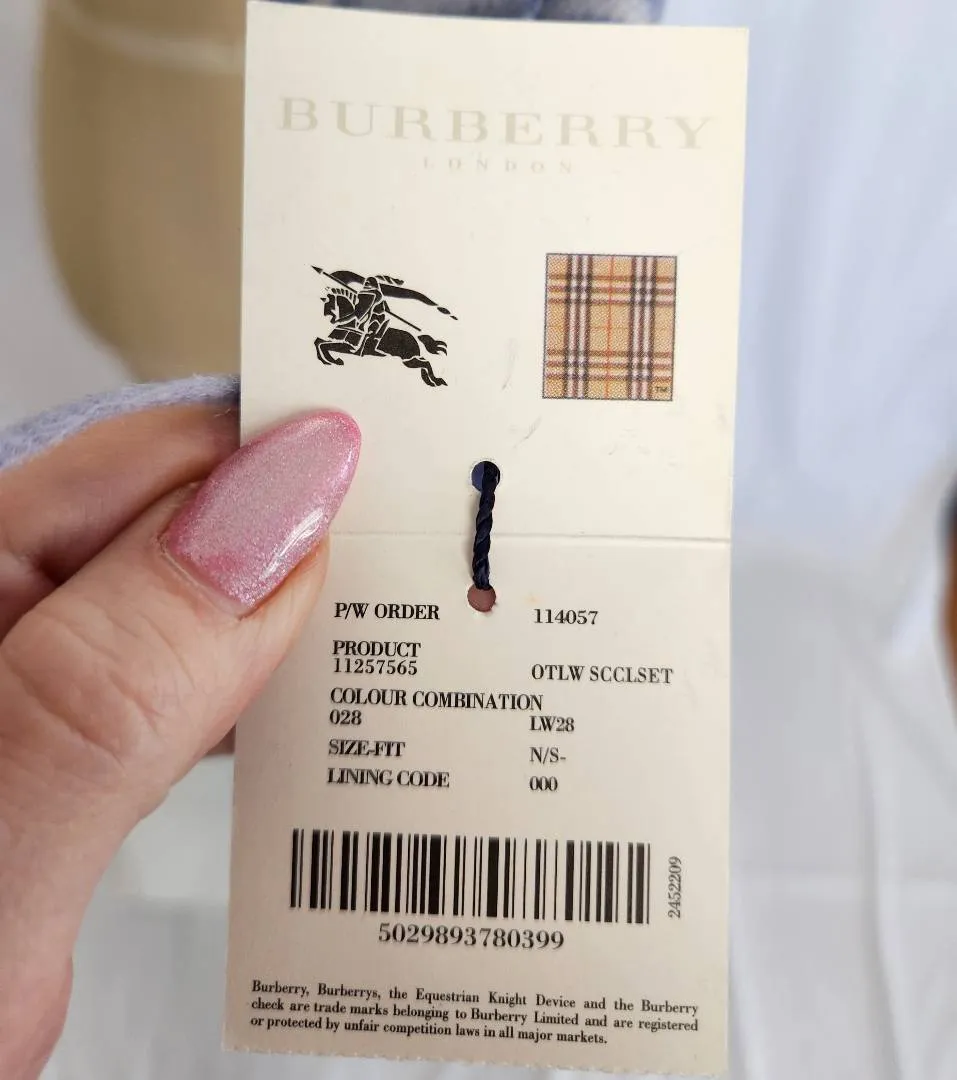 BURBERRY
LONDON
TM
P/W ORDER 114057
PRODUCT
11257565 OTLW SCCLSET
COLOUR COMBINATION
028 LW28
SIZE-FIT N/S-
LINING CODE 000
2452209
5029893780399
Burberry, Burberrys, the Equestrian Knight Device and the Burberry
check are trade marks belonging to Burberry Limited and are registered
or protected by unfair competition laws in all major markets.